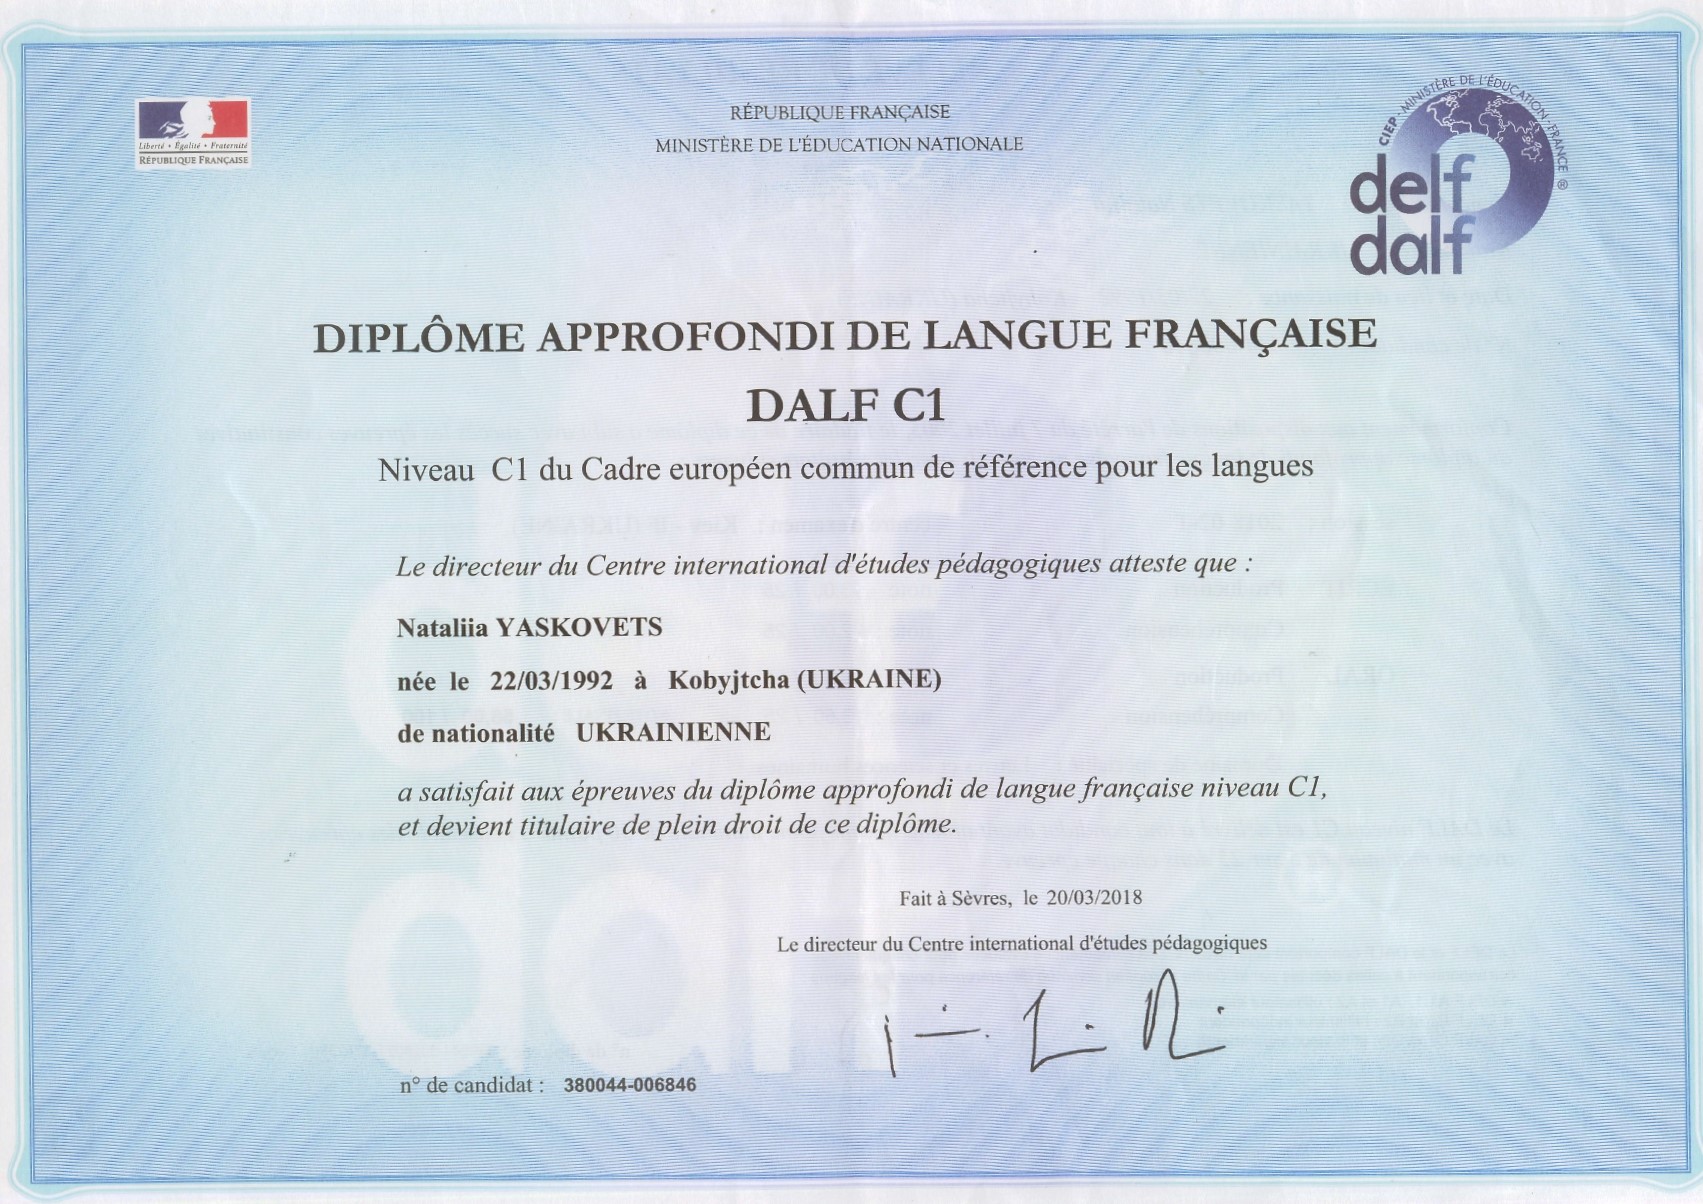 Liberté • Égalité • Fraternité
RÉPUBLIQUE FRANÇAISE
RÉPUBLIQUE FRANÇAISE
MINISTÈRE DE L'ÉDUCATION NATIONALE
CIEP - MINISTÈRE DE L'ÉDUCATION - FRANCE ®
delf
dalf
DIPLÔME APPROFONDI DE LANGUE FRANÇAISE
DALF C1
Niveau C1 du Cadre européen commun de référence pour les langues
Le directeur du Centre international d'études pédagogiques atteste que :
Nataliia YASKOVETS
née le 22/03/1992 à Kobyjtcha (UKRAINE)
de nationalité UKRAINIENNE
a satisfait aux épreuves du diplôme approfondi de langue française niveau C1,
et devient titulaire de plein droit de ce diplôme.
Fait à Sèvres, le 20/03/2018
Le directeur du Centre international d'études pédagogiques
n° de candidat : 380044-006846